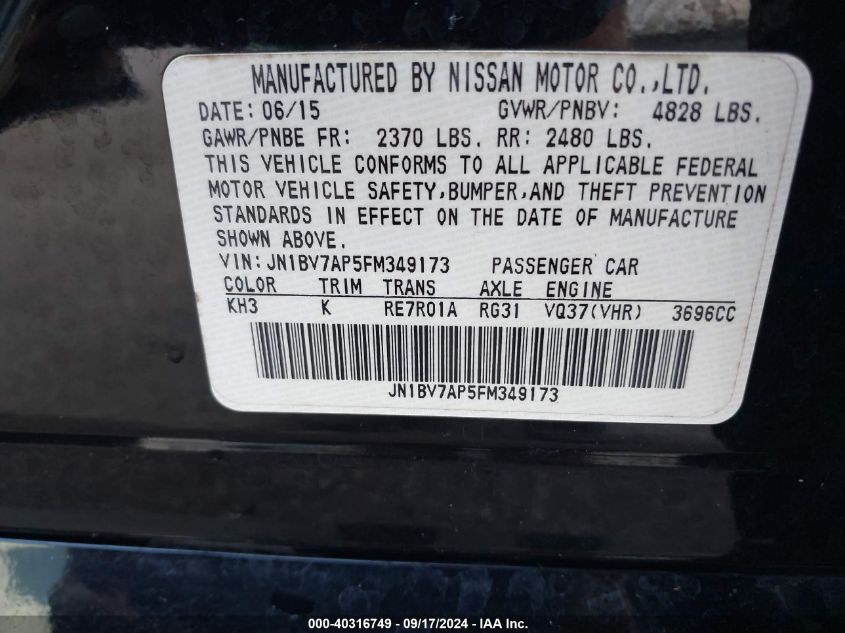 MANUFACTURED BY NISSAN MOTOR CO.,LTD.
DATE: 06/15 GVWR/PNBV: 4828 LBS.
GAWR/PNBE FR: 2370 LBS. RR: 2480 LBS.
THIS VEHICLE CONFORMS TO ALL APPLICABLE FEDERAL
MOTOR VEHICLE SAFETY,BUMPER,AND THEFT PREVENTION
STANDARDS IN EFFECT ON THE DATE OF MANUFACTURE
SHOWN ABOVE.
VIN:JN1BV7AP5FM349173 PASSENGER CAR
COLOR TRIM TRANS AXLE ENGINE
KH3 K RE7R01A RG31 VQ37(VHR) 3696CC
JN1BV7AP5FM349173
000-40316749 - 09/17/2024 - IAA Inc.